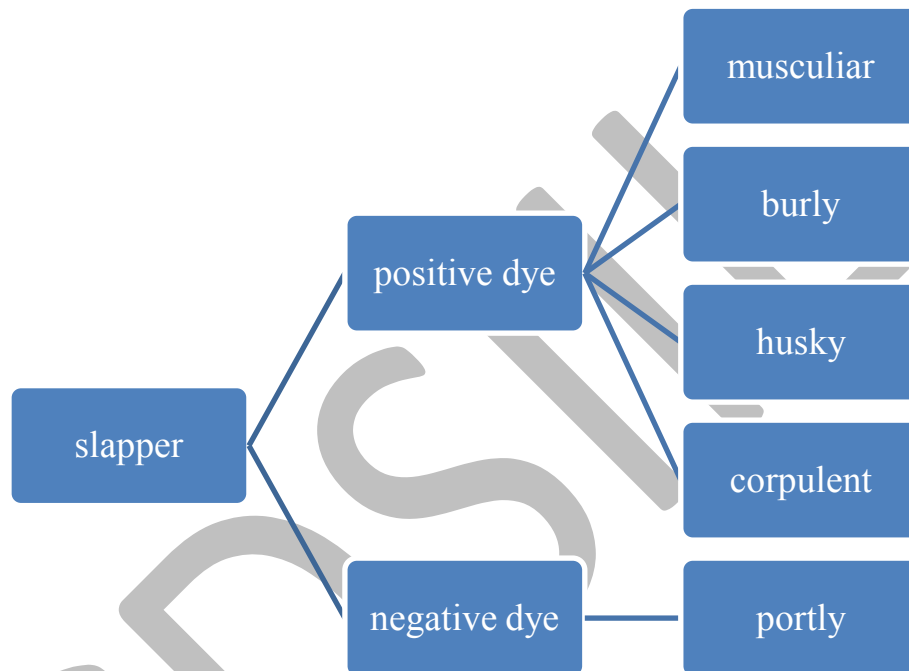 slapper
positive dye
negative dye
musculiar
burly
husky
corpulent
portly